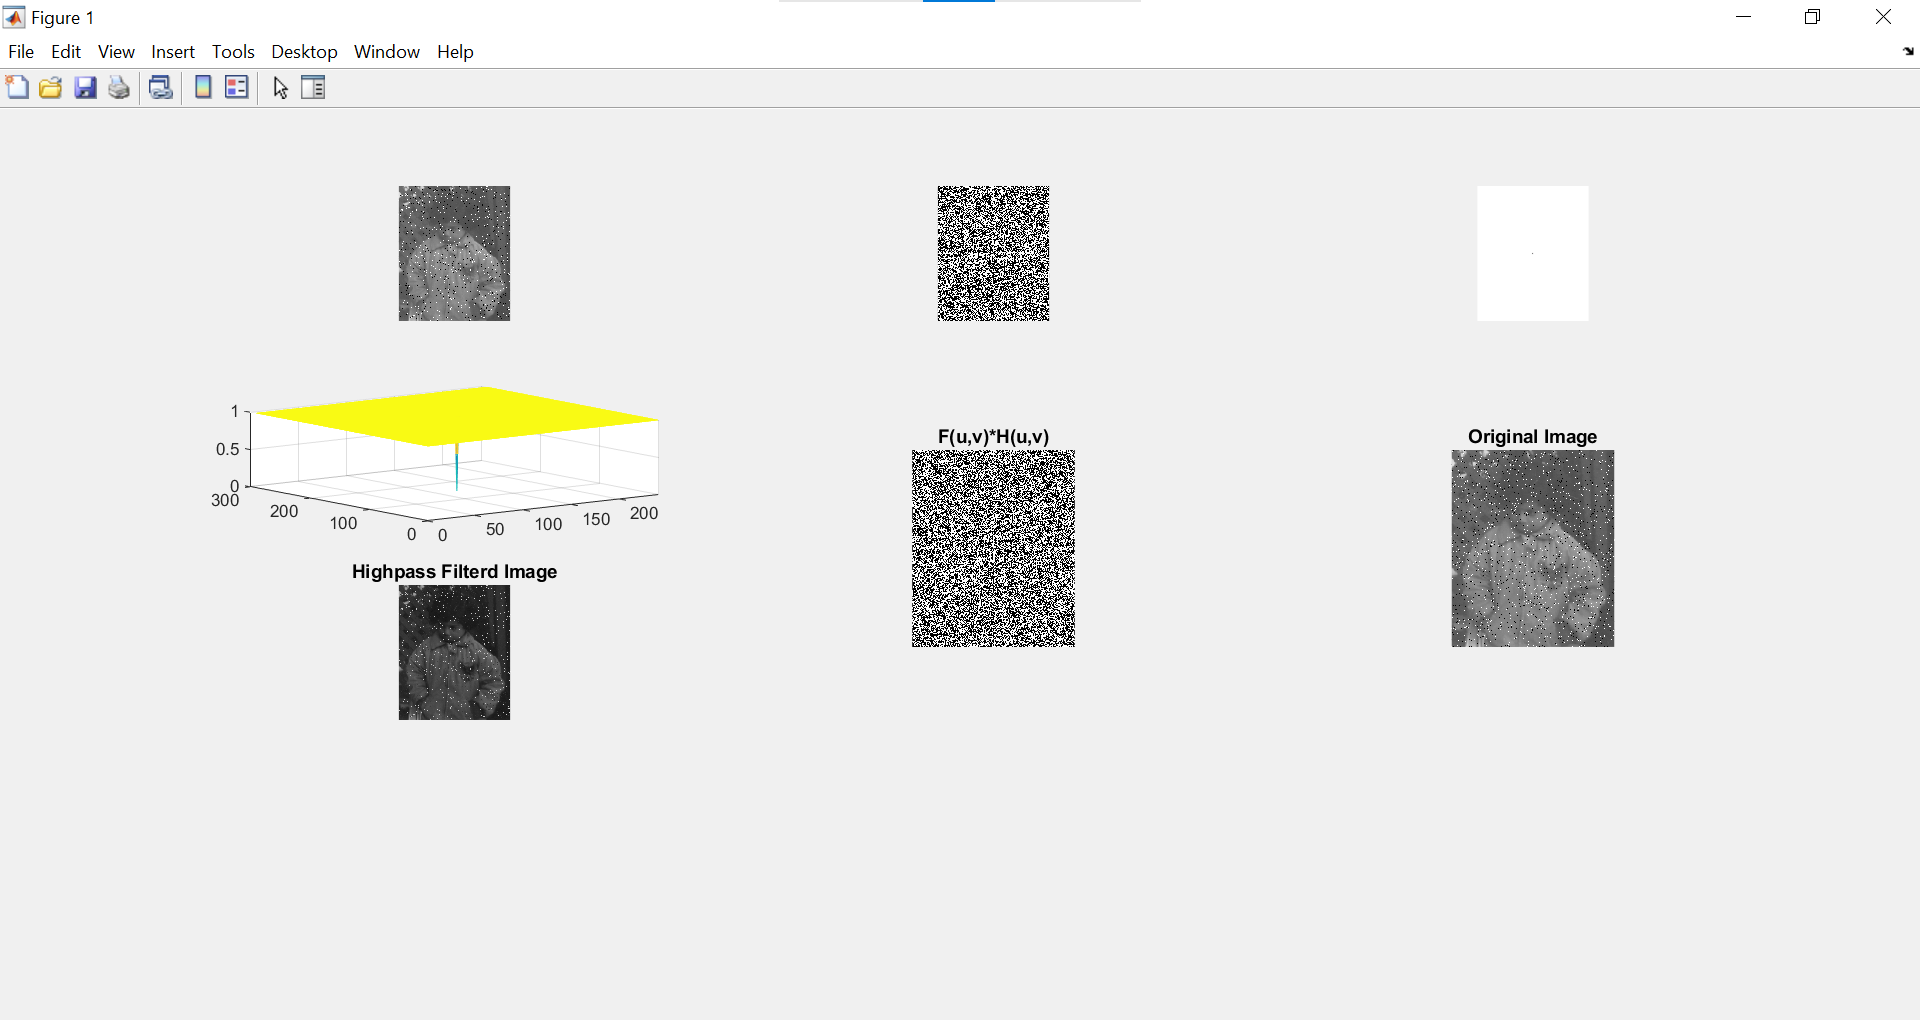 Figure 1
File Edit View Insert Tools Desktop Window Help
1
0.5
0
300
200
100
0
0
50
100
150
200
F(u,v)*H(u,v)
Original Image
Highpass Filterd Image